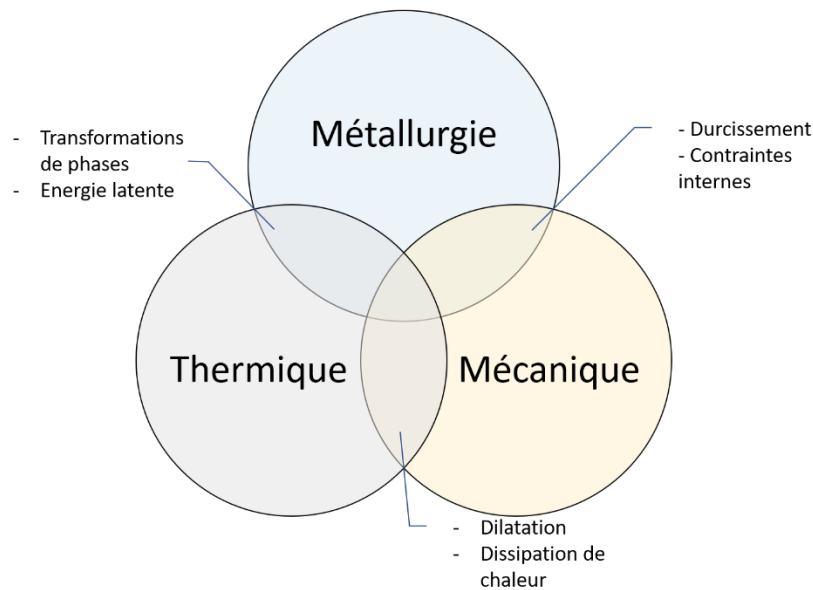 Métallurgie
- Transformations
de phases
- Energie latente
- Durcissement
- Contraintes
internes
Thermique
Mécanique
- Dilatation
- Dissipation de
chaleur